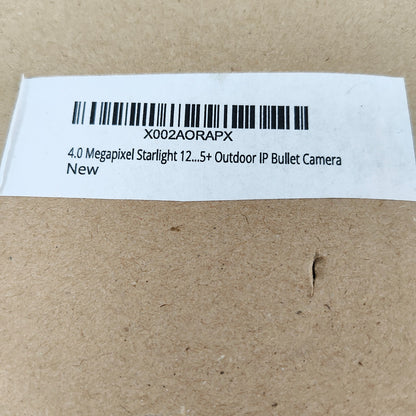 X002AORAPX
4.0 Megapixel Starlight 12...5+ Outdoor IP Bullet Camera
New